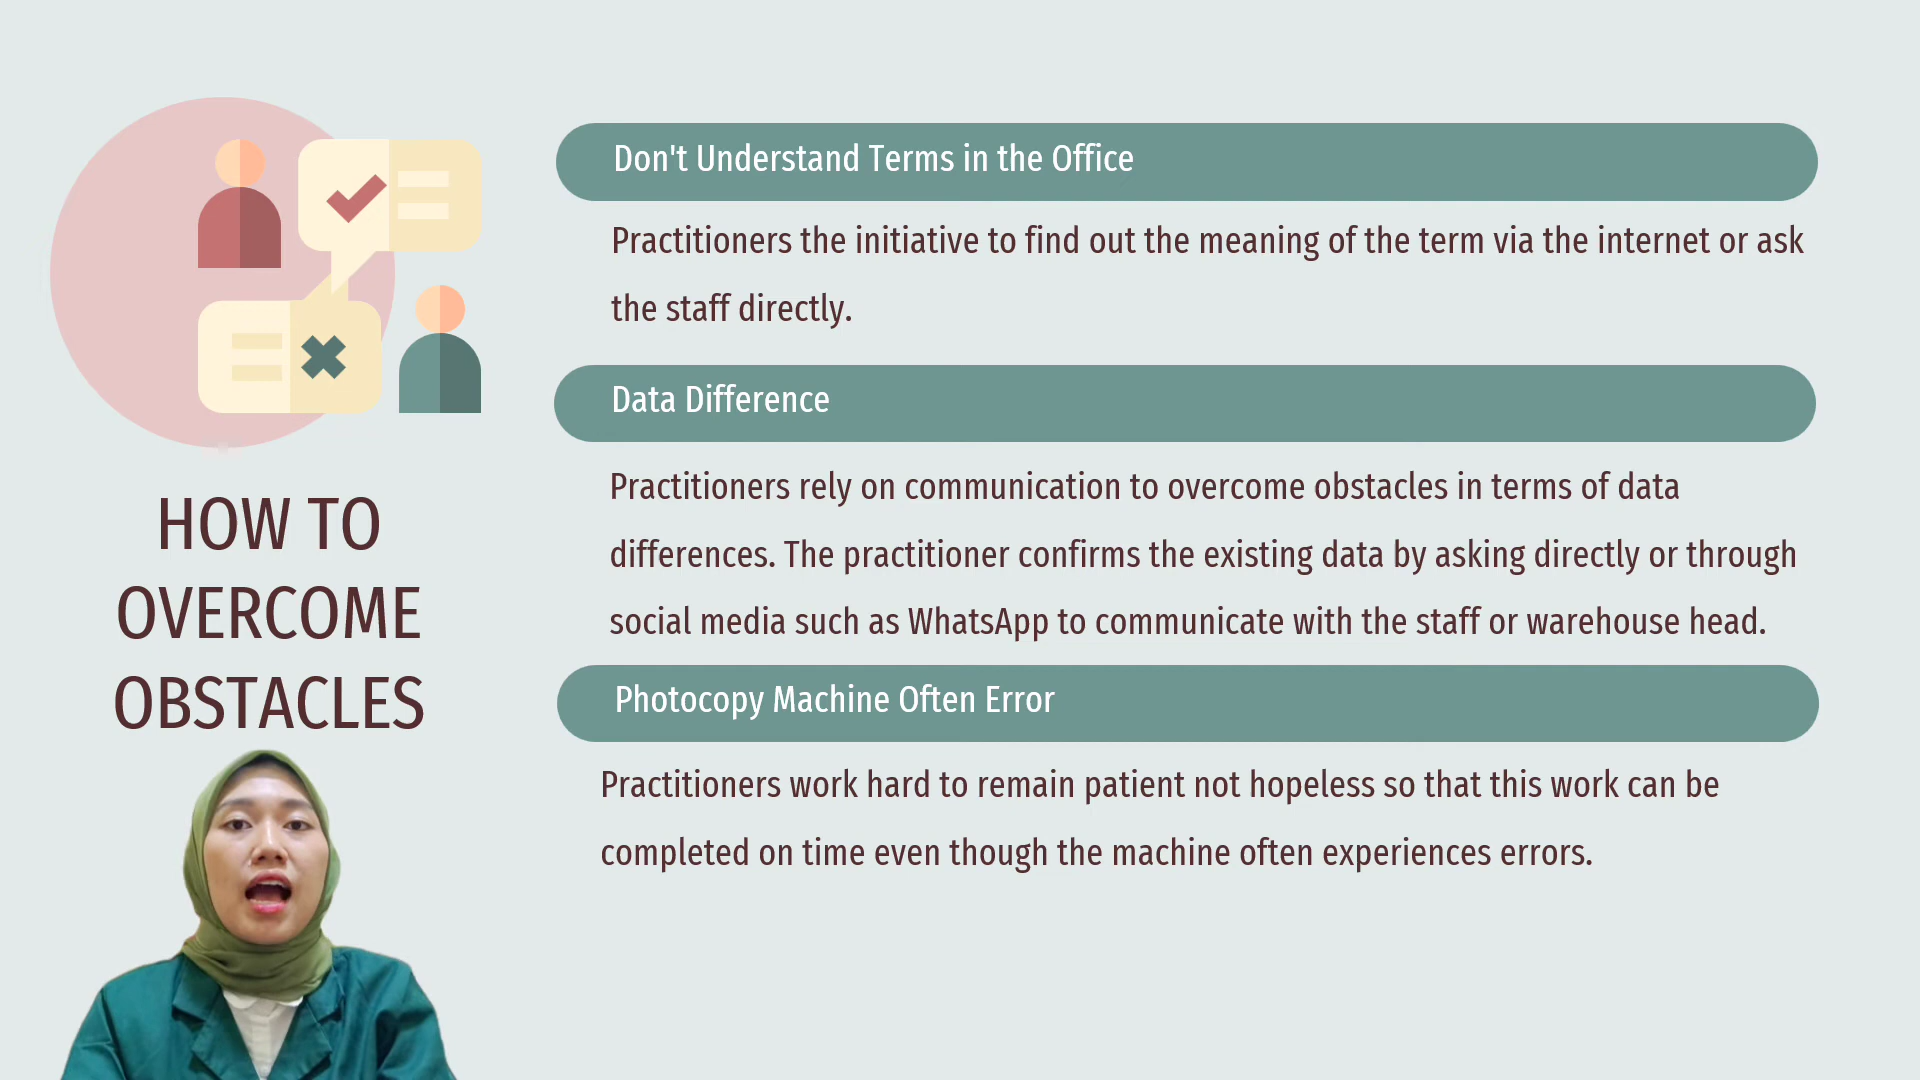 HOW TO
OVERCOME
OBSTACLES
Don't Understand Terms in the Office
Practitioners the initiative to find out the meaning of the term via the internet or ask
the staff directly.
Data Difference
Practitioners rely on communication to overcome obstacles in terms of data
differences. The practitioner confirms the existing data by asking directly or through
social media such as WhatsApp to communicate with the staff or warehouse head.
Photocopy Machine Often Error
Practitioners work hard to remain patient not hopeless so that this work can be
completed on time even though the machine often experiences errors.